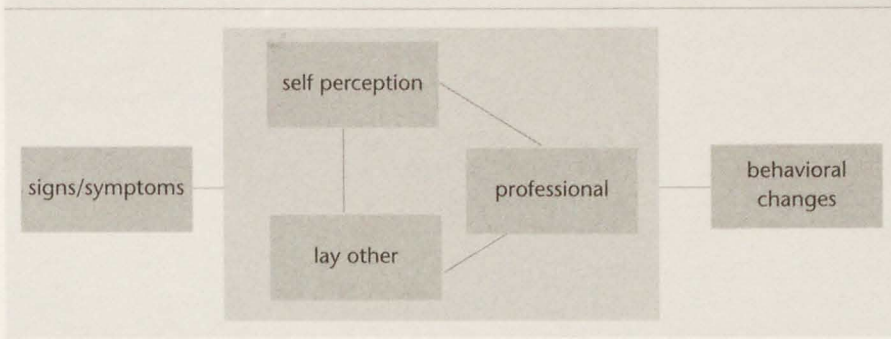 signs/symptoms
self perception
lay other
professional
behavioral
changes